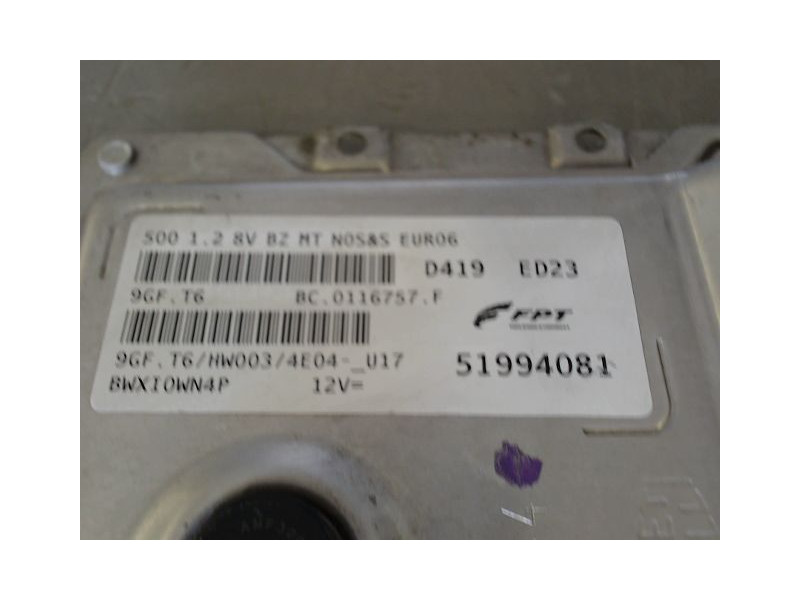 500 1.2 8V BZ MT NOS&S EURO6
D419 ED23
9GF.T6 BC.0116757.F
FPT
9GF.T6/HW003/4E04-_U17
51994081
BWXIOWN4P 12V=